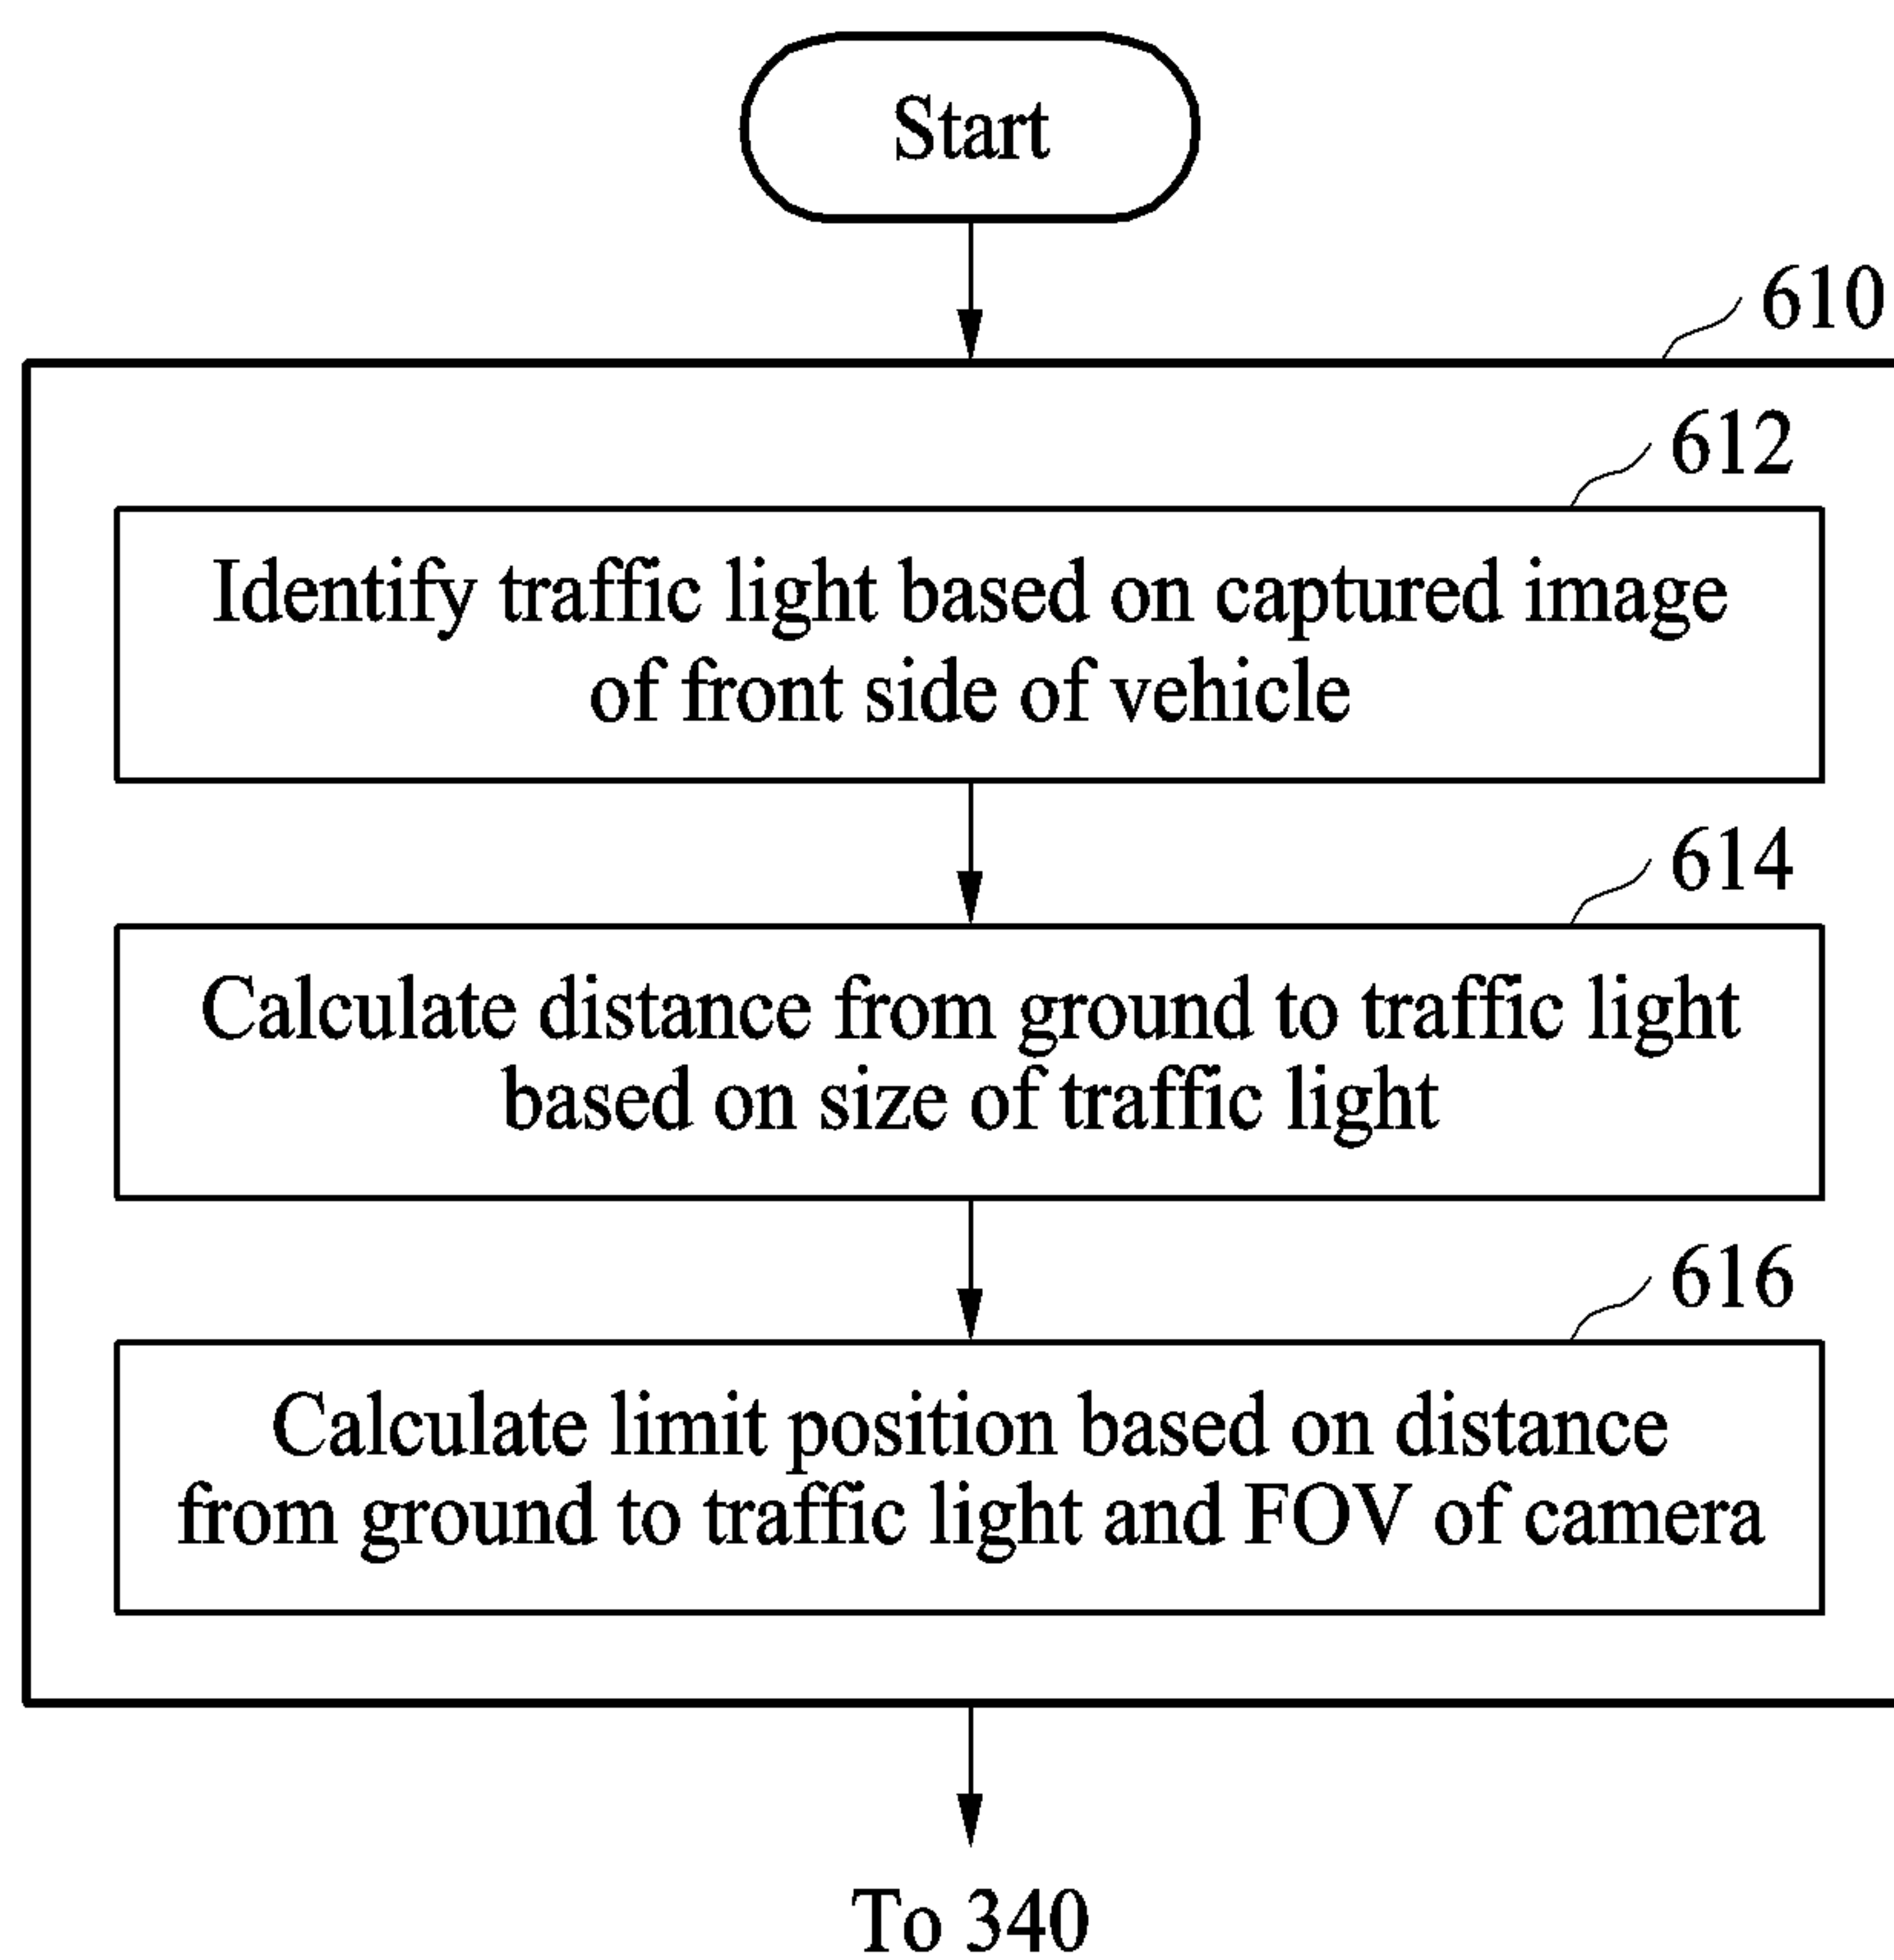 Start
610
612
Identify traffic light based on captured image
of front side of vehicle
614
Calculate distance from ground to traffic light
based on size of traffic light
616
Calculate limit position based on distance
from ground to traffic light and FOV of camera
To 340